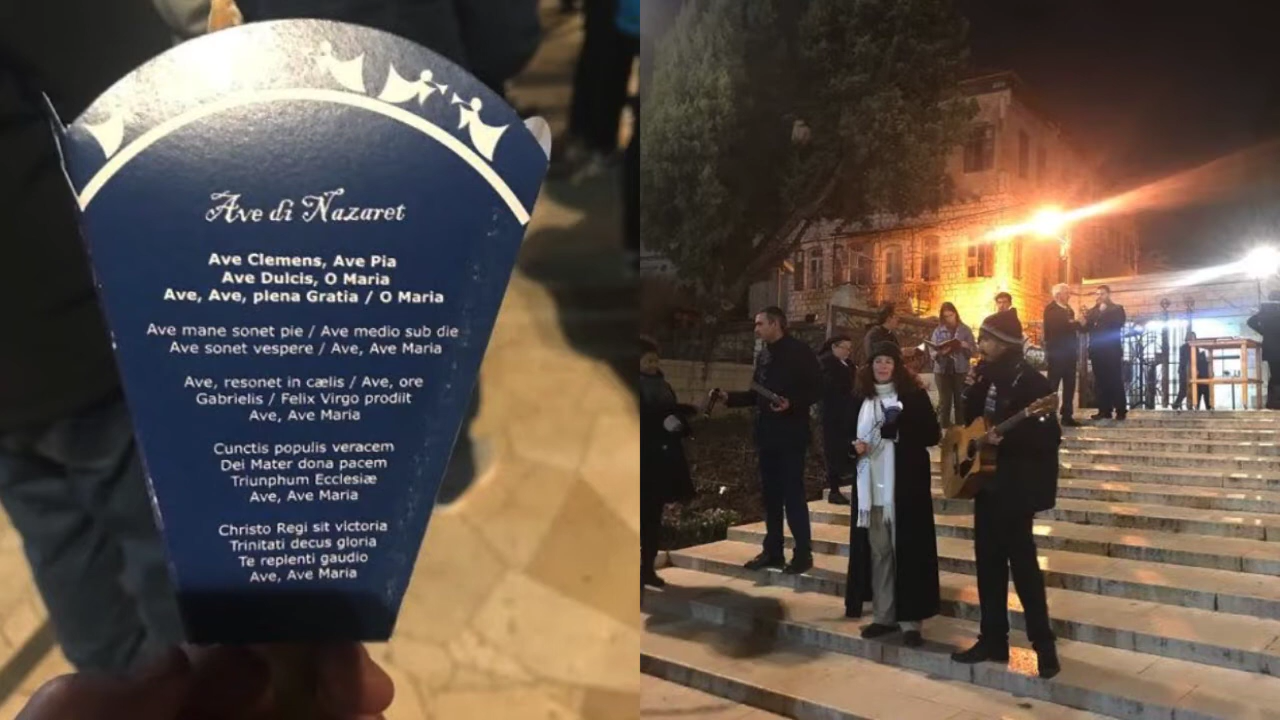 Ave di Nazaret
Ave Clemens, Ave Pia
Ave Dulcis, O Maria
Ave, Ave, plena Gratia / O Maria
Ave mane sonet pie / Ave medio sub die
Ave sonet vespere / Ave, Ave Maria
Ave, resonet in cælis / Ave, ore
Gabrielis / Felix Virgo prodiit
Ave, Ave Maria
Cunctis populis veracem
Dei Mater dona pacem
Triunphum Ecclesiæ
Ave, Ave Maria
Christo Regi sit victoria
Trinitati decus gloria
Te replenti gaudio
Ave, Ave Maria